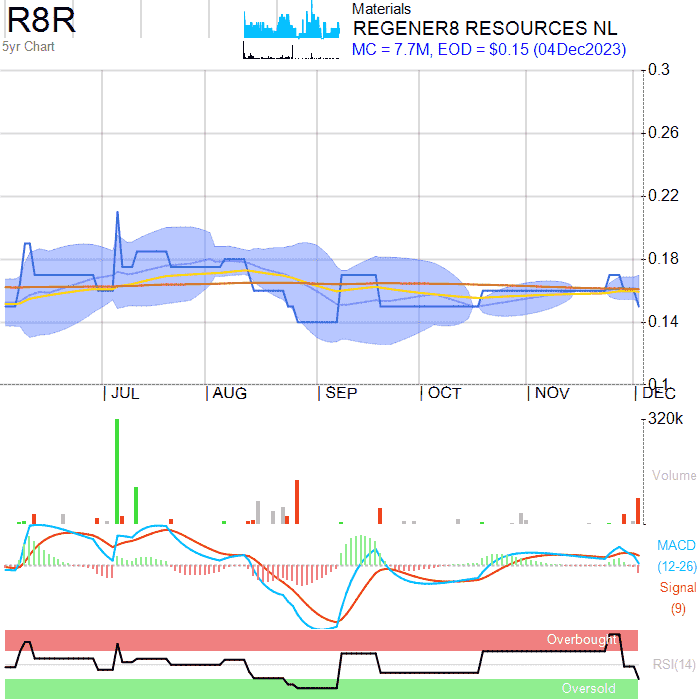 R8R
5yr Chart
Materials
REGENER8 RESOURCES NL
MC = 7.7M, EOD = $0.15 (04Dec2023)
0.3
0.26
0.22
0.18
0.14
0.1
JUL AUG SEP OCT NOV DEC
320k
Volume
MACD
(12-26)
Signal
(9)
Overbought
RSI(14)
Oversold